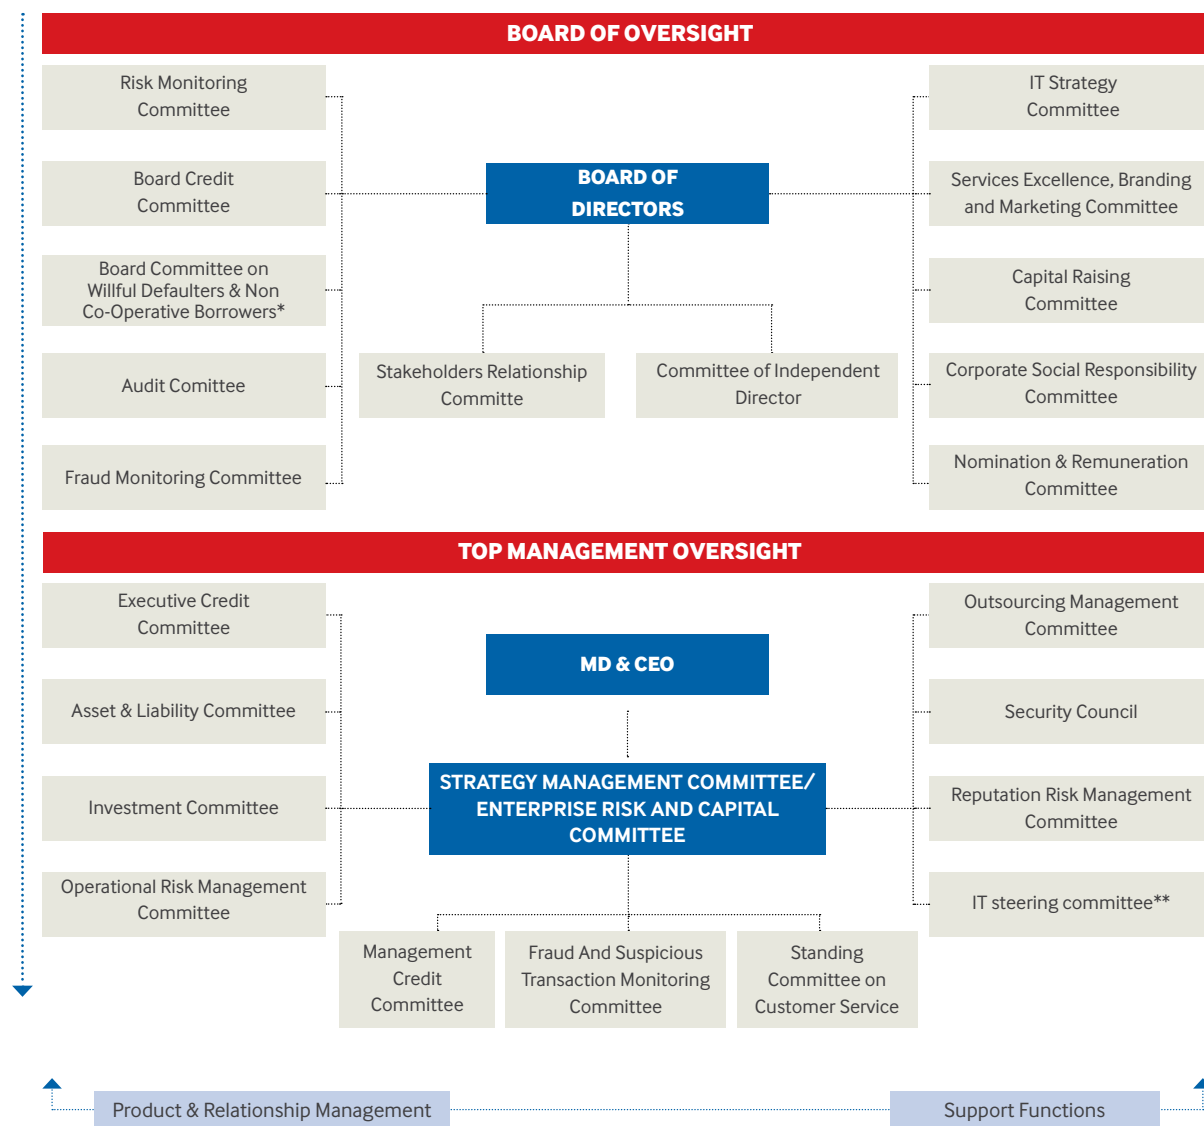 BOARD OF OVERSIGHT
Risk Monitoring
Committee
Board Credit
Committee
Board Committee on
Willful Defaulters & Non
Co-Operative Borrowers*
Audit Comittee
Fraud Monitoring Committee
BOARD OF
DIRECTORS
Stakeholders Relationship
Committe
Committee of Independent
Director
IT Strategy
Committee
Services Excellence, Branding
and Marketing Committee
Capital Raising
Committee
Corporate Social Responsibility
Committee
Nomination & Remuneration
Committee
TOP MANAGEMENT OVERSIGHT
Executive Credit
Committee
Asset & Liability Committee
Investment Committee
Operational Risk Management
Committee
MD & CEO
STRATEGY MANAGEMENT COMMITTEE/
ENTERPRISE RISK AND CAPITAL
COMMITTEE
Management
Credit
Committee
Fraud And Suspicious
Transaction Monitoring
Committee
Standing
Committee on
Customer Service
Outsourcing Management
Committee
Security Council
Reputation Risk Management
Committee
IT steering committee**
Product & Relationship Management
Support Functions